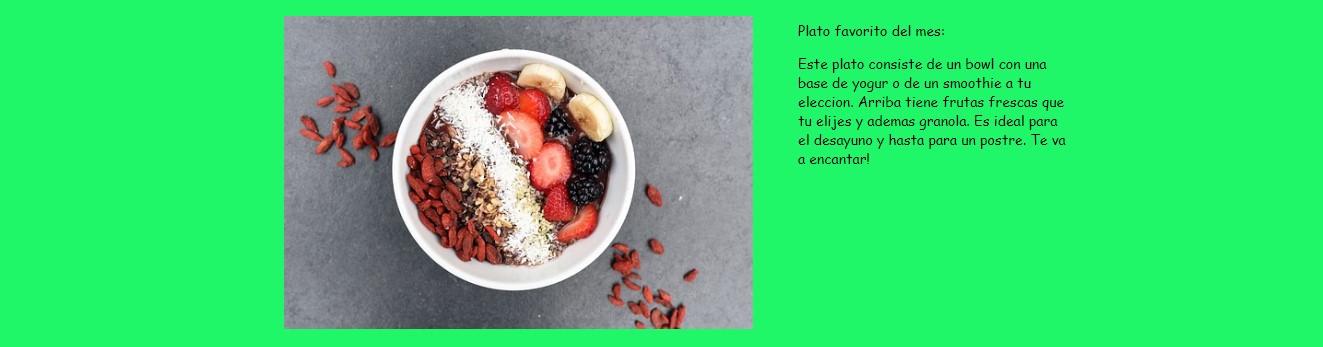 Plato favorito del mes:
Este plato consiste de un bowl con una
base de yogur o de un smoothie a tu
eleccion. Arriba tiene frutas frescas que
tu elijes y ademas granola. Es ideal para
el desayuno y hasta para un postre. Te va
a encantar!